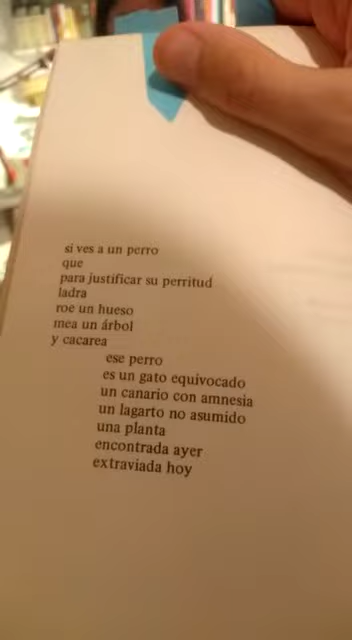 si ves a un perro
que
para justificar su perritud
ladra
roe un hueso
mea un árbol
y cacarea
ese perro
es un gato equivocado
un canario con amnesia
un lagarto no asumido
una planta
encontrada ayer
extraviada hoy